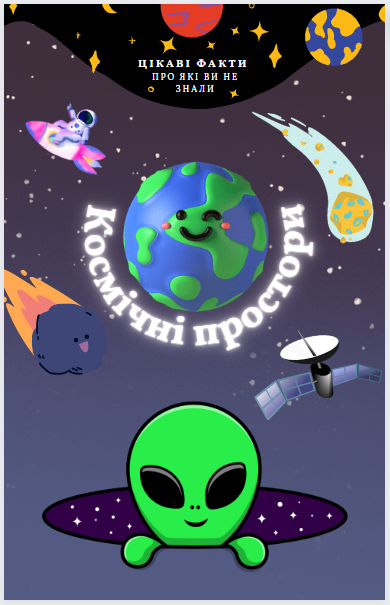 ЦІКАВІ ФАКТИ
ПРО ЯКІ ВИ НЕ
ЗНАЛИ
Космічні простори